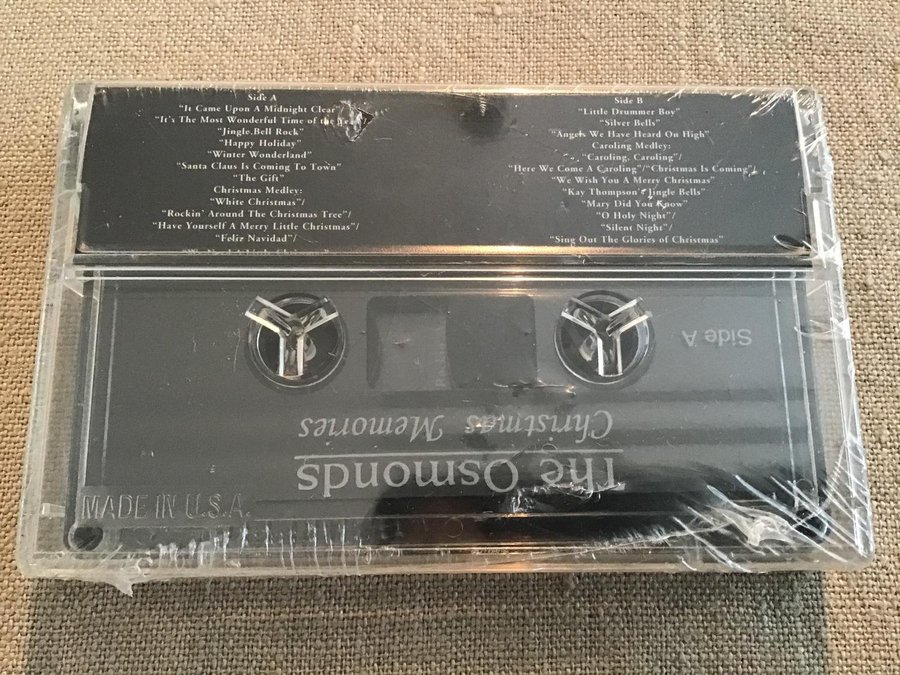 Side A
"It Came Upon A Midnight Clear"
"It's The Most Wonderful Time of the Year"
"Jingle Bell Rock"
"Happy Holiday"
"Winter Wonderland"
"Santa Claus Is Coming To Town"
"The Gift"
Christmas Medley:
"White Christmas"/
"Rockin' Around The Christmas Tree"/
"Have Yourself A Merry Little Christmas"/
"Feliz Navidad"/
Side B
"Little Drummer Boy"
"Silver Bells"
"Angels We Have Heard On High"
Caroling Medley:
"Caroling, Caroling"/
"Here We Come A Caroling"/"Christmas Is Coming"/
"We Wish You A Merry Christmas"
"Kay Thompson's Jingle Bells"
"Mary Did You Know"
"O Holy Night"/
"Silent Night"/
"Sing Out The Glories of Christmas"
Side A
Christmas Memories
The Osmonds
MADE IN U.S.A.